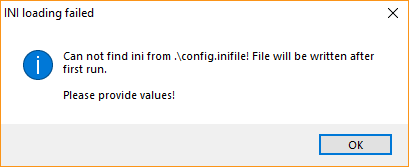 INI loading failed
Can not find ini from .\config.inifile! File will be written after
first run.
Please provide values!
OK